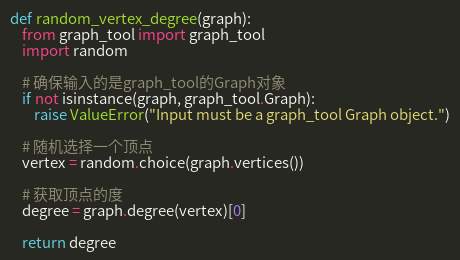 def random_vertex_degree(graph):
from graph_tool import graph_tool
import random
# 确保输入的是graph_tool的Graph对象
if not isinstance(graph, graph_tool.Graph):
raise ValueError("Input must be a graph_tool Graph object.")
# 随机选择一个顶点
vertex = random.choice(graph.vertices())
# 获取顶点的度
degree = graph.degree(vertex)[0]
return degree